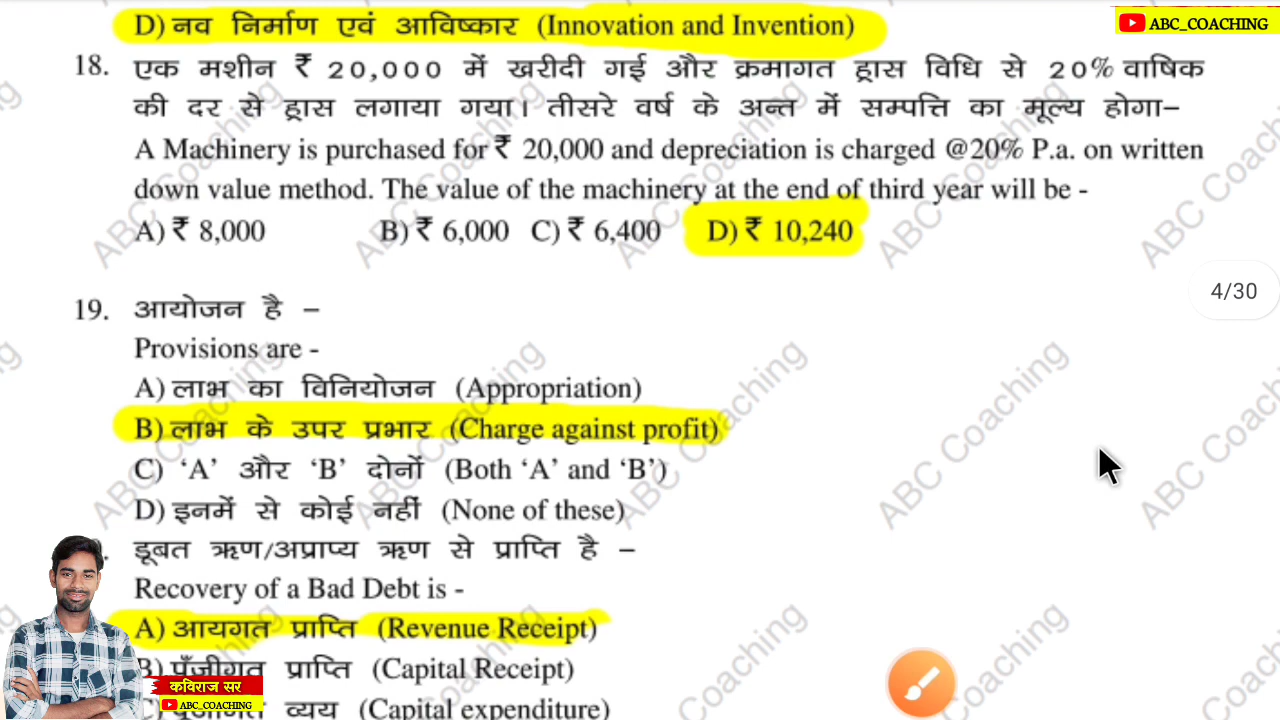 D) नव निर्माण एवं आविष्कार (Innovation and Invention)
ABC_COACHING
18. एक मशीन ₹ 20,000 में खरीदी गई और क्रमागत ह्रास विधि से 20% वार्षिक
की दर से ह्रास लगाया गया। तीसरे वर्ष के अन्त में सम्पत्ति का मूल्य होगा–
A Machinery is purchased for ₹ 20,000 and depreciation is charged @20% P.a. on written
down value method. The value of the machinery at the end of third year will be -
A) ₹ 8,000 B) ₹ 6,000 C) ₹ 6,400 D) ₹ 10,240
4/30
19. आयोजन है –
Provisions are -
A) लाभ का विनियोजन (Appropriation)
B) लाभ के उपर प्रभार (Charge against profit)
C) ‘A’ और ‘B’ दोनों (Both ‘A’ and ‘B’)
D) इनमें से कोई नहीं (None of these)
डूबत ऋण/अप्राप्य ऋण से प्राप्ति है –
Recovery of a Bad Debt is -
A) आयगत प्राप्ति (Revenue Receipt)
B) पूँजीगत प्राप्ति (Capital Receipt)
C) पूँजीगत व्यय (Capital expenditure)
कविराज सर
ABC_COACHING
ABC Coaching